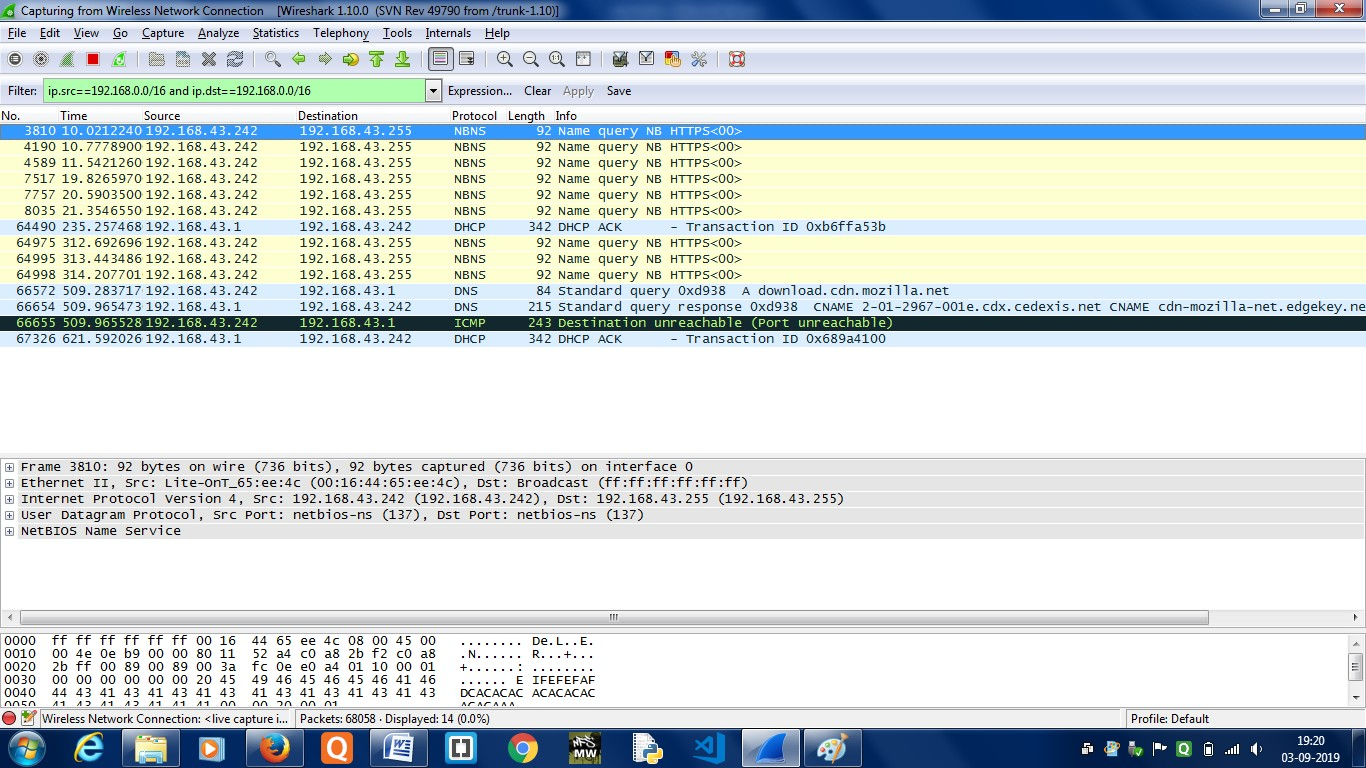 Capturing from Wireless Network Connection [Wireshark 1.10.0 (SVN Rev 49790 from /trunk-1.10)]
File Edit View Go Capture Analyze Statistics Telephony Tools Internals Help
Filter: ip.src==192.168.0.0/16 and ip.dst==192.168.0.0/16 Expression... Clear Apply Save
No. Time Source Destination Protocol Length Info
3810 10.0212240 192.168.43.242 192.168.43.255 NBNS 92 Name query NB HTTPS<00>
4190 10.7778900 192.168.43.242 192.168.43.255 NBNS 92 Name query NB HTTPS<00>
4589 11.5421260 192.168.43.242 192.168.43.255 NBNS 92 Name query NB HTTPS<00>
7517 19.8265970 192.168.43.242 192.168.43.255 NBNS 92 Name query NB HTTPS<00>
7757 20.5903500 192.168.43.242 192.168.43.255 NBNS 92 Name query NB HTTPS<00>
8035 21.3546550 192.168.43.242 192.168.43.255 NBNS 92 Name query NB HTTPS<00>
64490 235.257468 192.168.43.1 192.168.43.242 DHCP 342 DHCP ACK - Transaction ID 0xb6ffa53b
64975 312.692696 192.168.43.242 192.168.43.255 NBNS 92 Name query NB HTTPS<00>
64995 313.443486 192.168.43.242 192.168.43.255 NBNS 92 Name query NB HTTPS<00>
64998 314.207701 192.168.43.242 192.168.43.255 NBNS 92 Name query NB HTTPS<00>
66572 509.283717 192.168.43.242 192.168.43.1 DNS 84 Standard query 0xd938 A download.cdn.mozilla.net
66654 509.965473 192.168.43.1 192.168.43.242 DNS 215 Standard query response 0xd938 CNAME 2-01-2967-001e.cdx.cedexis.net CNAME cdn-mozilla-net.edgekey.ne
66655 509.965528 192.168.43.242 192.168.43.1 ICMP 243 Destination unreachable (Port unreachable)
67326 621.592026 192.168.43.1 192.168.43.242 DHCP 342 DHCP ACK - Transaction ID 0x689a4100
Frame 3810: 92 bytes on wire (736 bits), 92 bytes captured (736 bits) on interface 0
Ethernet II, Src: Lite-OnT_65:ee:4c (00:16:44:65:ee:4c), Dst: Broadcast (ff:ff:ff:ff:ff:ff)
Internet Protocol Version 4, Src: 192.168.43.242 (192.168.43.242), Dst: 192.168.43.255 (192.168.43.255)
User Datagram Protocol, Src Port: netbios-ns (137), Dst Port: netbios-ns (137)
NetBIOS Name Service
0000 ff ff ff ff ff ff 00 16 44 65 ee 4c 08 00 45 00 ........ De.L..E.
0010 00 4e 0e b9 00 00 80 11 52 a4 c0 a8 2b f2 c0 a8 .N...... R...+...
0020 2b ff 00 89 00 89 00 3a fc 0e e0 a4 01 10 00 01 +......: ........
0030 00 00 00 00 00 00 20 45 49 46 45 46 45 46 41 46 ...... E IFEFEFAF
0040 44 43 41 43 41 43 41 43 41 43 41 43 41 43 41 43 DCACACAC ACACACAC
0050 41 43 41 43 41 41 41 00 00 20 00 01 ACACAAA. . ..
Wireless Network Connection: <live capture i... Packets: 68058 · Displayed: 14 (0.0%) Profile: Default
19:20
03-09-2019